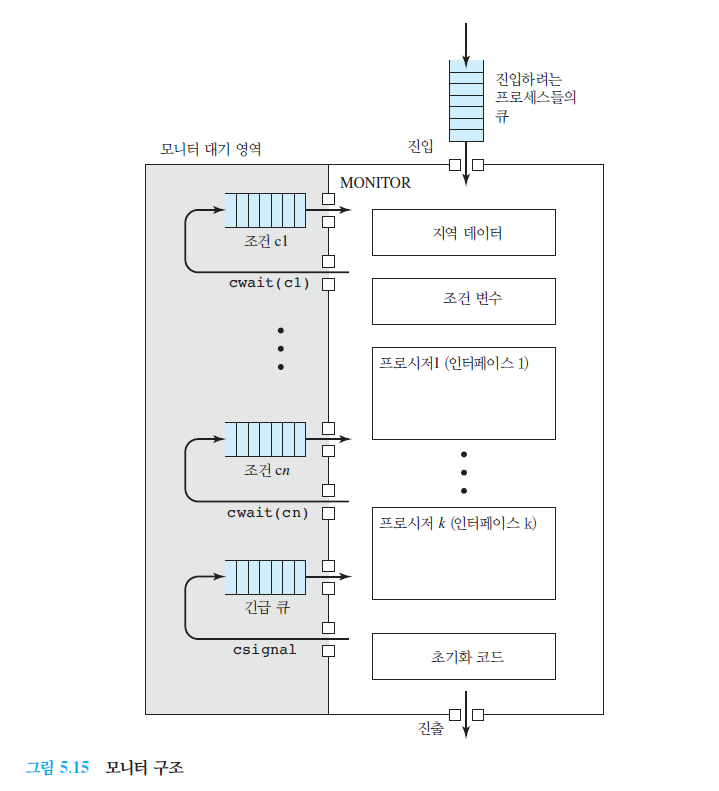 진입하려는
프로세스들의
큐
진입
모니터 대기 영역
MONITOR
조건 c1
cwait(c1)
지역 데이터
조건 변수
프로시저1 (인터페이스 1)
조건 cn
cwait(cn)
프로시저 k (인터페이스 k)
긴급 큐
csignal
초기화 코드
진출
그림 5.15 모니터 구조